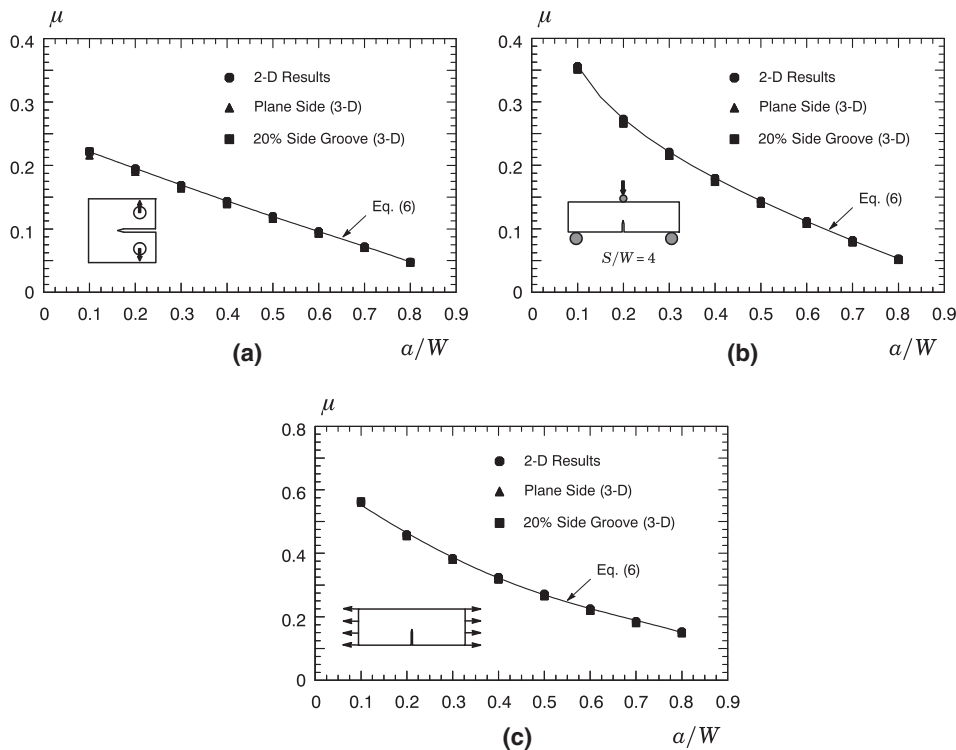 μ
0.4
0.3
0.2
0.1
0
2-D Results
Plane Side (3-D)
20% Side Groove (3-D)
Eq. (6)
0 0.1 0.2 0.3 0.4 0.5 0.6 0.7 0.8 0.9
(a)
a/W
μ
0.4
0.3
0.2
0.1
0
2-D Results
Plane Side (3-D)
20% Side Groove (3-D)
Eq. (6)
S/W = 4
0 0.1 0.2 0.3 0.4 0.5 0.6 0.7 0.8 0.9
(b)
a/W
μ
0.8
0.6
0.4
0.2
0
2-D Results
Plane Side (3-D)
20% Side Groove (3-D)
Eq. (6)
0 0.1 0.2 0.3 0.4 0.5 0.6 0.7 0.8 0.9
(c)
a/W